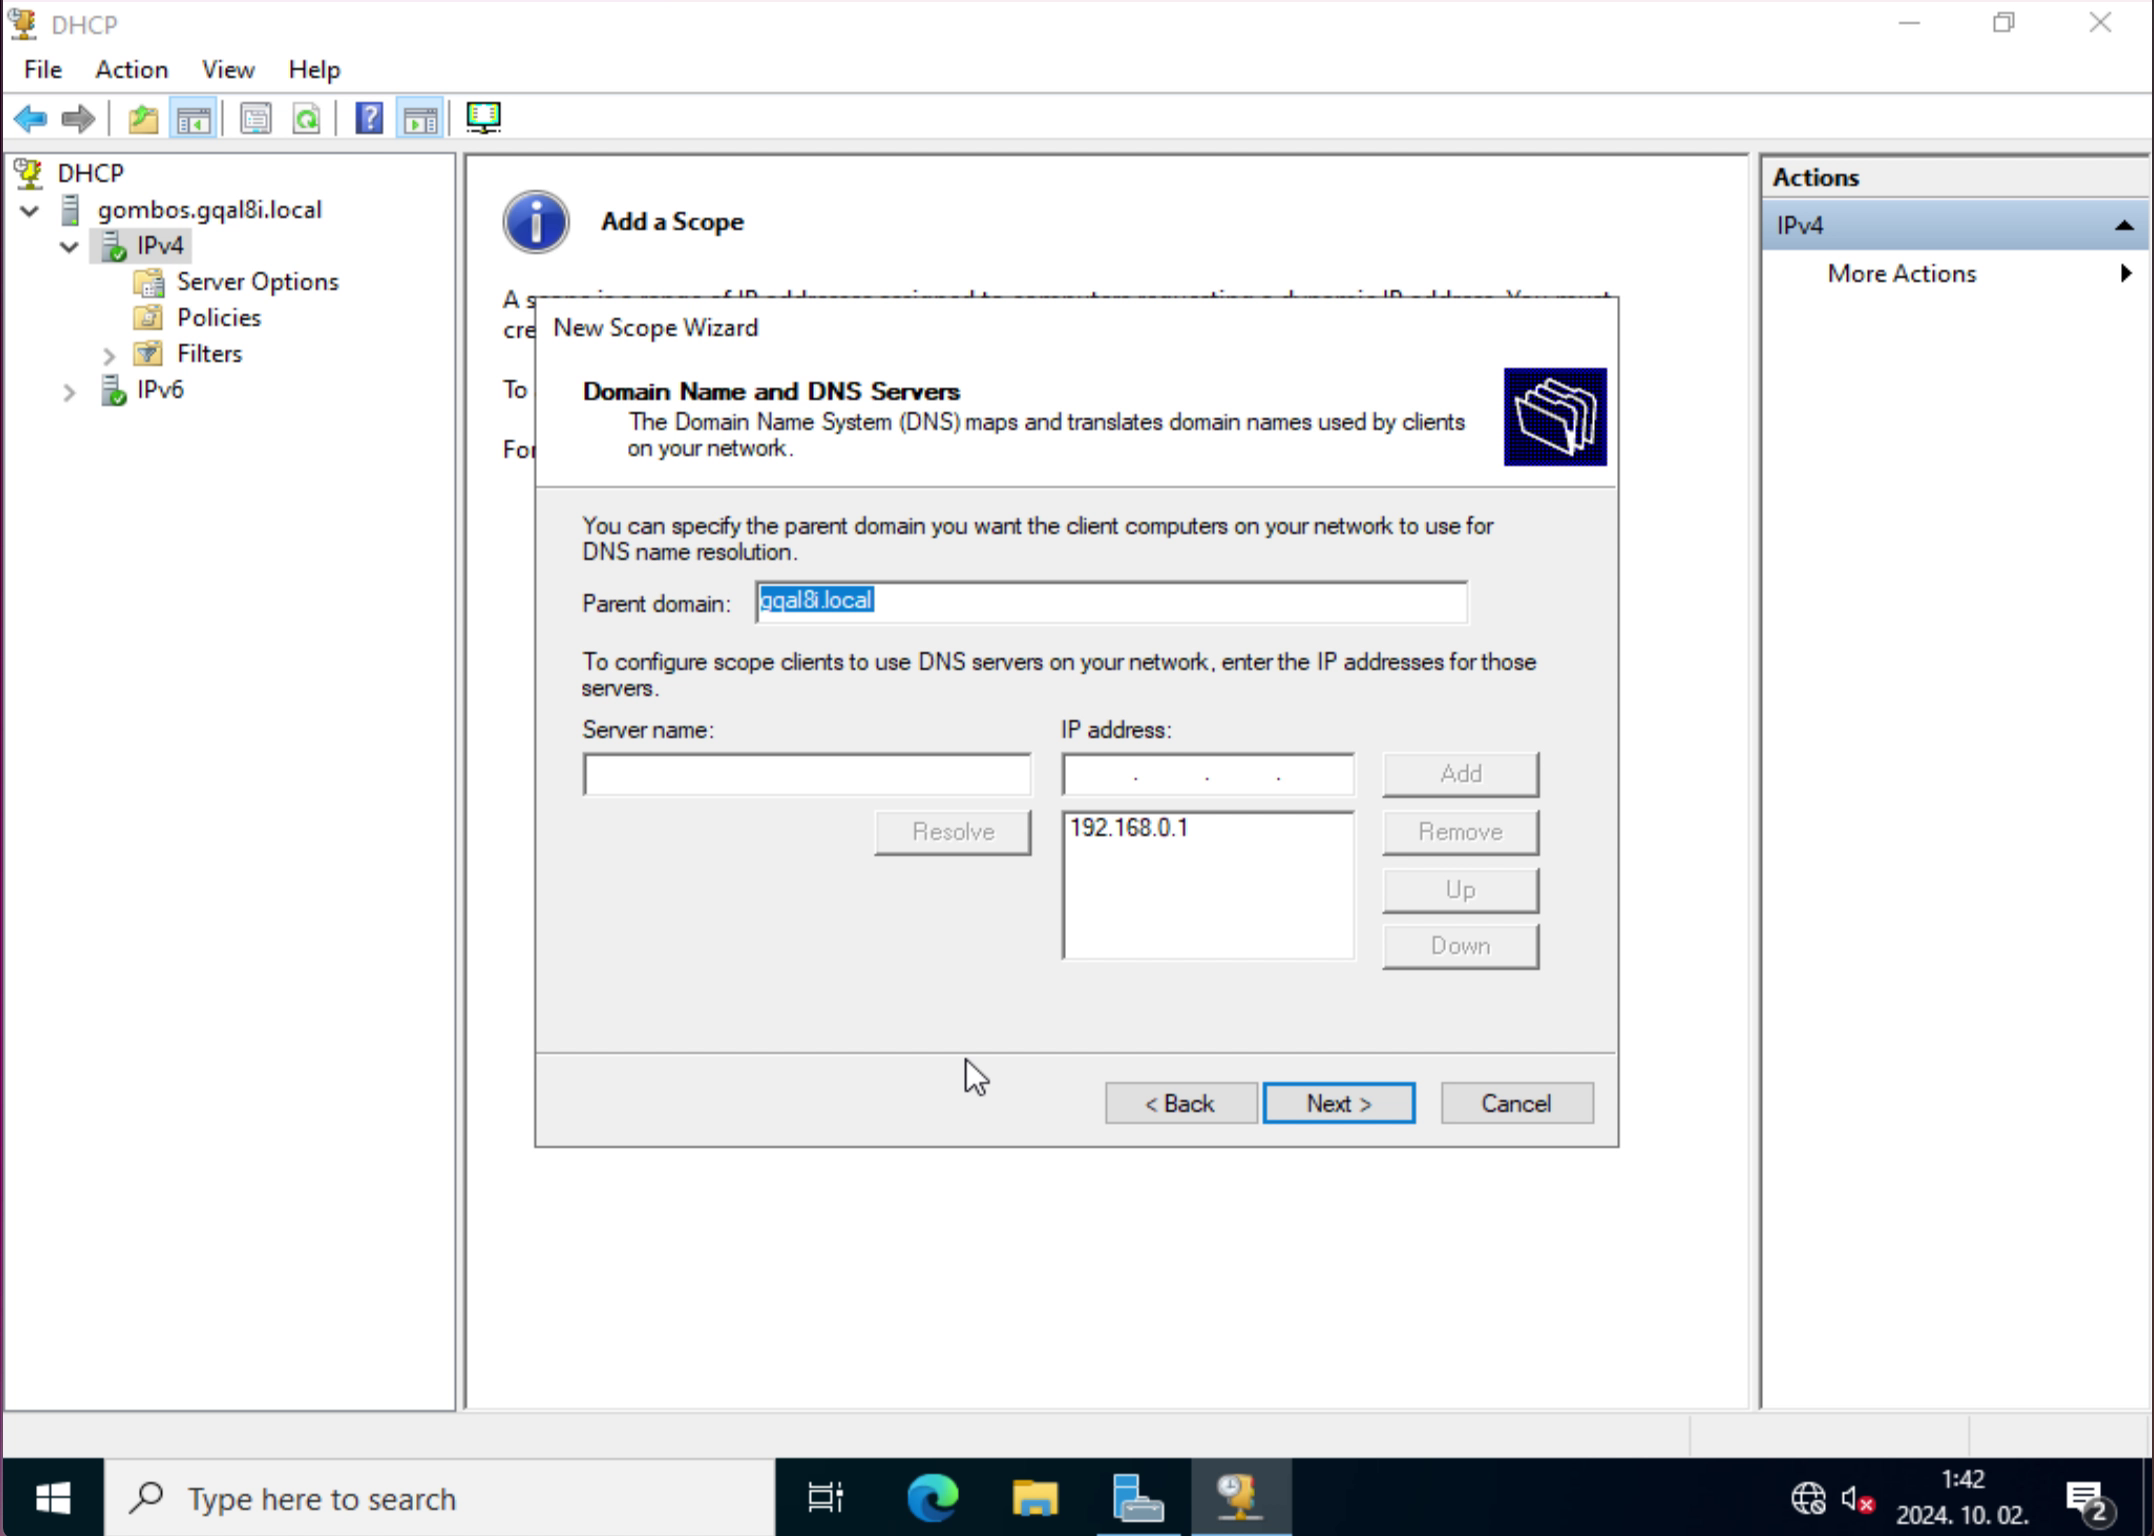 DHCP
File Action View Help
DHCP
gombos.gqal8i.local
IPv4
Server Options
Policies
Filters
IPv6
Add a Scope
A s
cre
To
For
New Scope Wizard
Domain Name and DNS Servers
The Domain Name System (DNS) maps and translates domain names used by clients
on your network.
You can specify the parent domain you want the client computers on your network to use for
DNS name resolution.
Parent domain: gqal8i.local
To configure scope clients to use DNS servers on your network, enter the IP addresses for those
servers.
Server name: IP address:
. . . Add
Resolve 192.168.0.1 Remove
Up
Down
< Back Next > Cancel
Actions
IPv4
More Actions
Type here to search
1:42
2024. 10. 02.
2